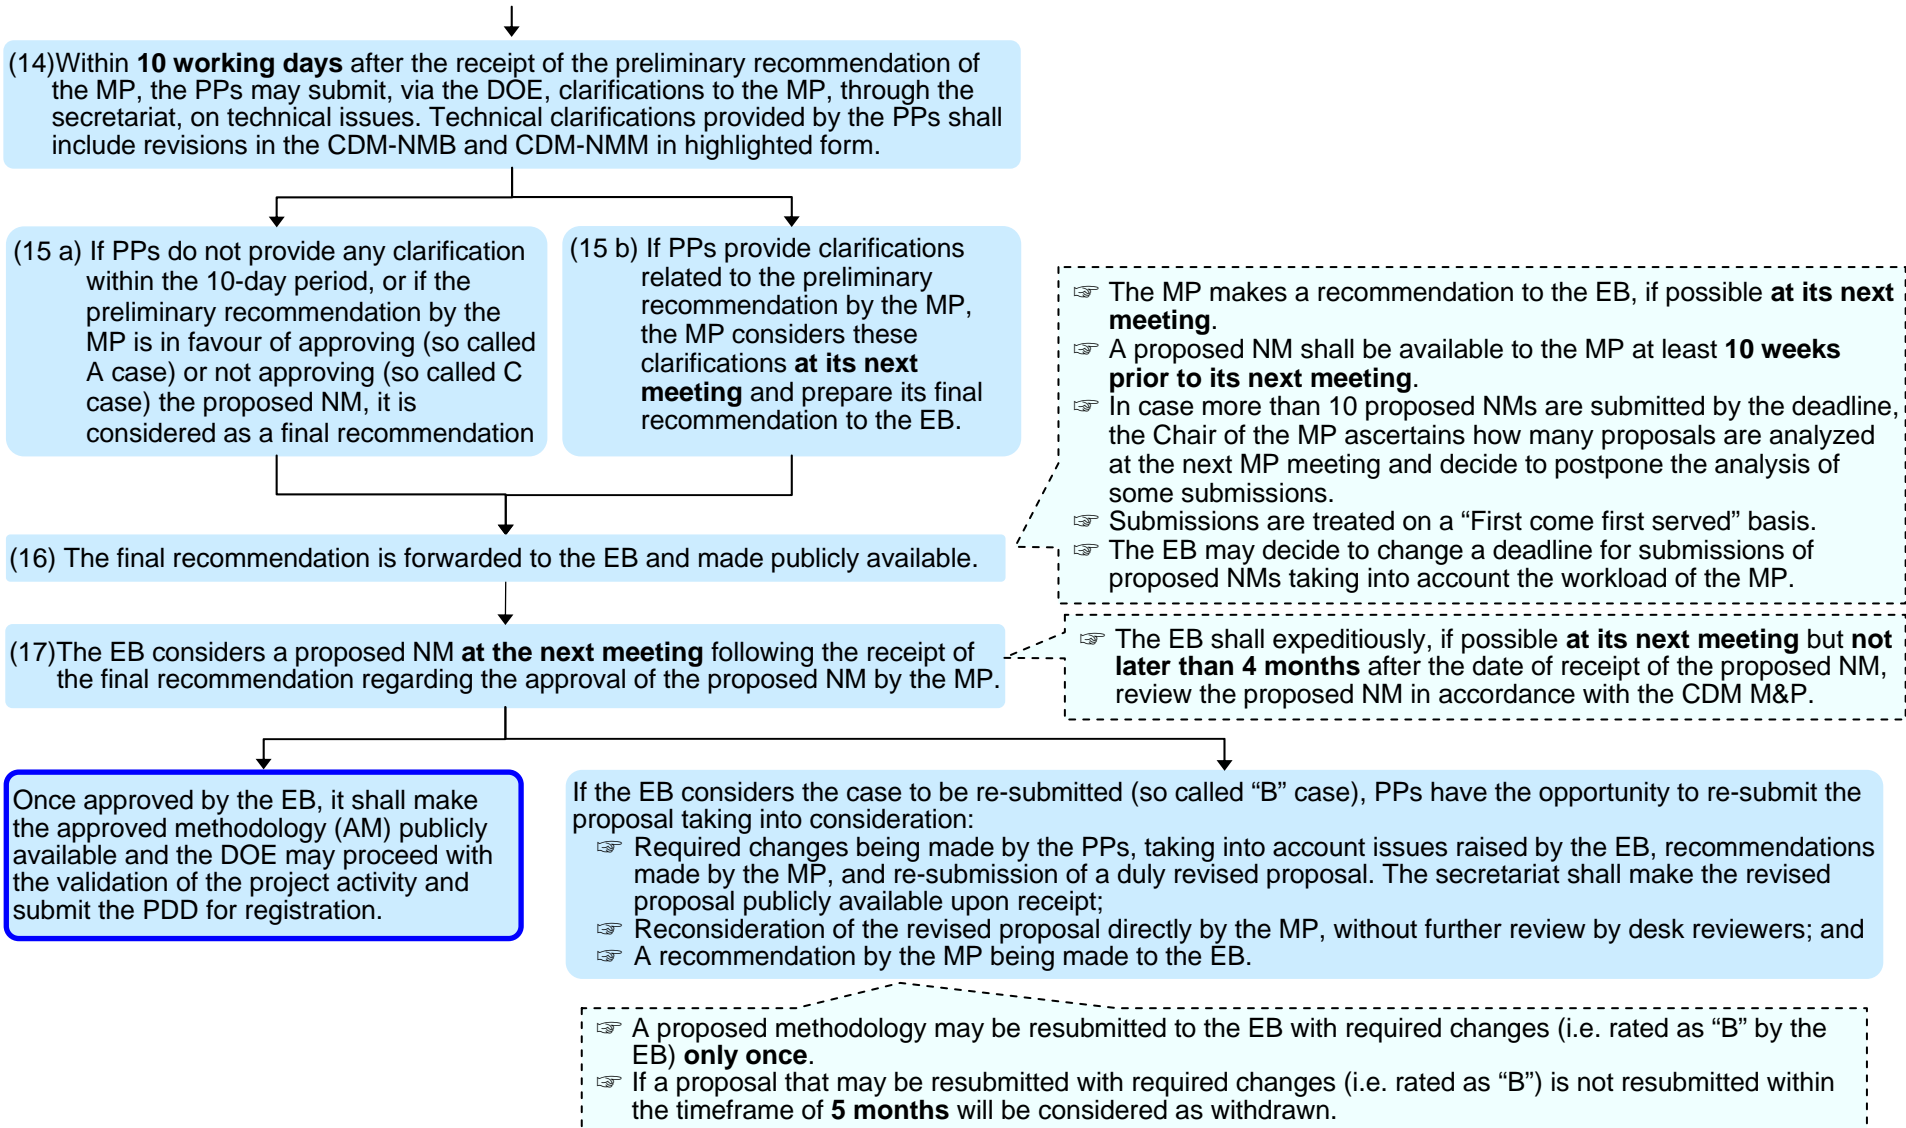 (14)Within 10 working days after the receipt of the preliminary recommendation of
the MP, the PPs may submit, via the DOE, clarifications to the MP, through the
secretariat, on technical issues. Technical clarifications provided by the PPs shall
include revisions in the CDM-NMB and CDM-NMM in highlighted form.
(15 a) If PPs do not provide any clarification
within the 10-day period, or if the
preliminary recommendation by the
MP is in favour of approving (so called
A case) or not approving (so called C
case) the proposed NM, it is
considered as a final recommendation
(15 b) If PPs provide clarifications
related to the preliminary
recommendation by the MP,
the MP considers these
clarifications at its next
meeting and prepare its final
recommendation to the EB.
☞ The MP makes a recommendation to the EB, if possible at its next
meeting.
☞ A proposed NM shall be available to the MP at least 10 weeks
prior to its next meeting.
☞ In case more than 10 proposed NMs are submitted by the deadline,
the Chair of the MP ascertains how many proposals are analyzed
at the next MP meeting and decide to postpone the analysis of
some submissions.
☞ Submissions are treated on a “First come first served” basis.
☞ The EB may decide to change a deadline for submissions of
proposed NMs taking into account the workload of the MP.
(16) The final recommendation is forwarded to the EB and made publicly available.
(17)The EB considers a proposed NM at the next meeting following the receipt of
the final recommendation regarding the approval of the proposed NM by the MP.
☞ The EB shall expeditiously, if possible at its next meeting but not
later than 4 months after the date of receipt of the proposed NM,
review the proposed NM in accordance with the CDM M&P.
Once approved by the EB, it shall make
the approved methodology (AM) publicly
available and the DOE may proceed with
the validation of the project activity and
submit the PDD for registration.
If the EB considers the case to be re-submitted (so called “B” case), PPs have the opportunity to re-submit the
proposal taking into consideration:
☞ Required changes being made by the PPs, taking into account issues raised by the EB, recommendations
made by the MP, and re-submission of a duly revised proposal. The secretariat shall make the revised
proposal publicly available upon receipt;
☞ Reconsideration of the revised proposal directly by the MP, without further review by desk reviewers; and
☞ A recommendation by the MP being made to the EB.
☞ A proposed methodology may be resubmitted to the EB with required changes (i.e. rated as “B” by the
EB) only once.
☞ If a proposal that may be resubmitted with required changes (i.e. rated as “B”) is not resubmitted within
the timeframe of 5 months will be considered as withdrawn.